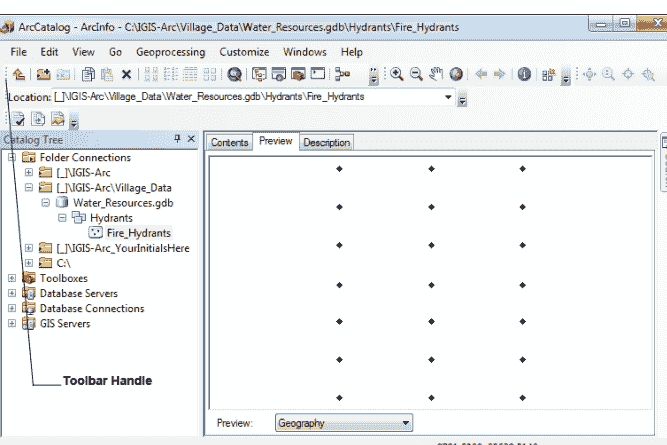 ArcCatalog - ArcInfo - C:\IGIS-Arc\Village_Data\Water_Resources.gdb\Hydrants\Fire_Hydrants
File Edit View Go Geoprocessing Customize Windows Help
Location: [_]\IGIS-Arc\Village_Data\Water_Resources.gdb\Hydrants\Fire_Hydrants
Catalog Tree
Folder Connections
[_]\IGIS-Arc
[_]\IGIS-Arc\Village_Data
Water_Resources.gdb
Hydrants
Fire_Hydrants
[_]\IGIS-Arc_YourInitialsHere
C:\
Toolboxes
Database Servers
Database Connections
GIS Servers
Toolbar Handle
Contents Preview Description
Preview: Geography